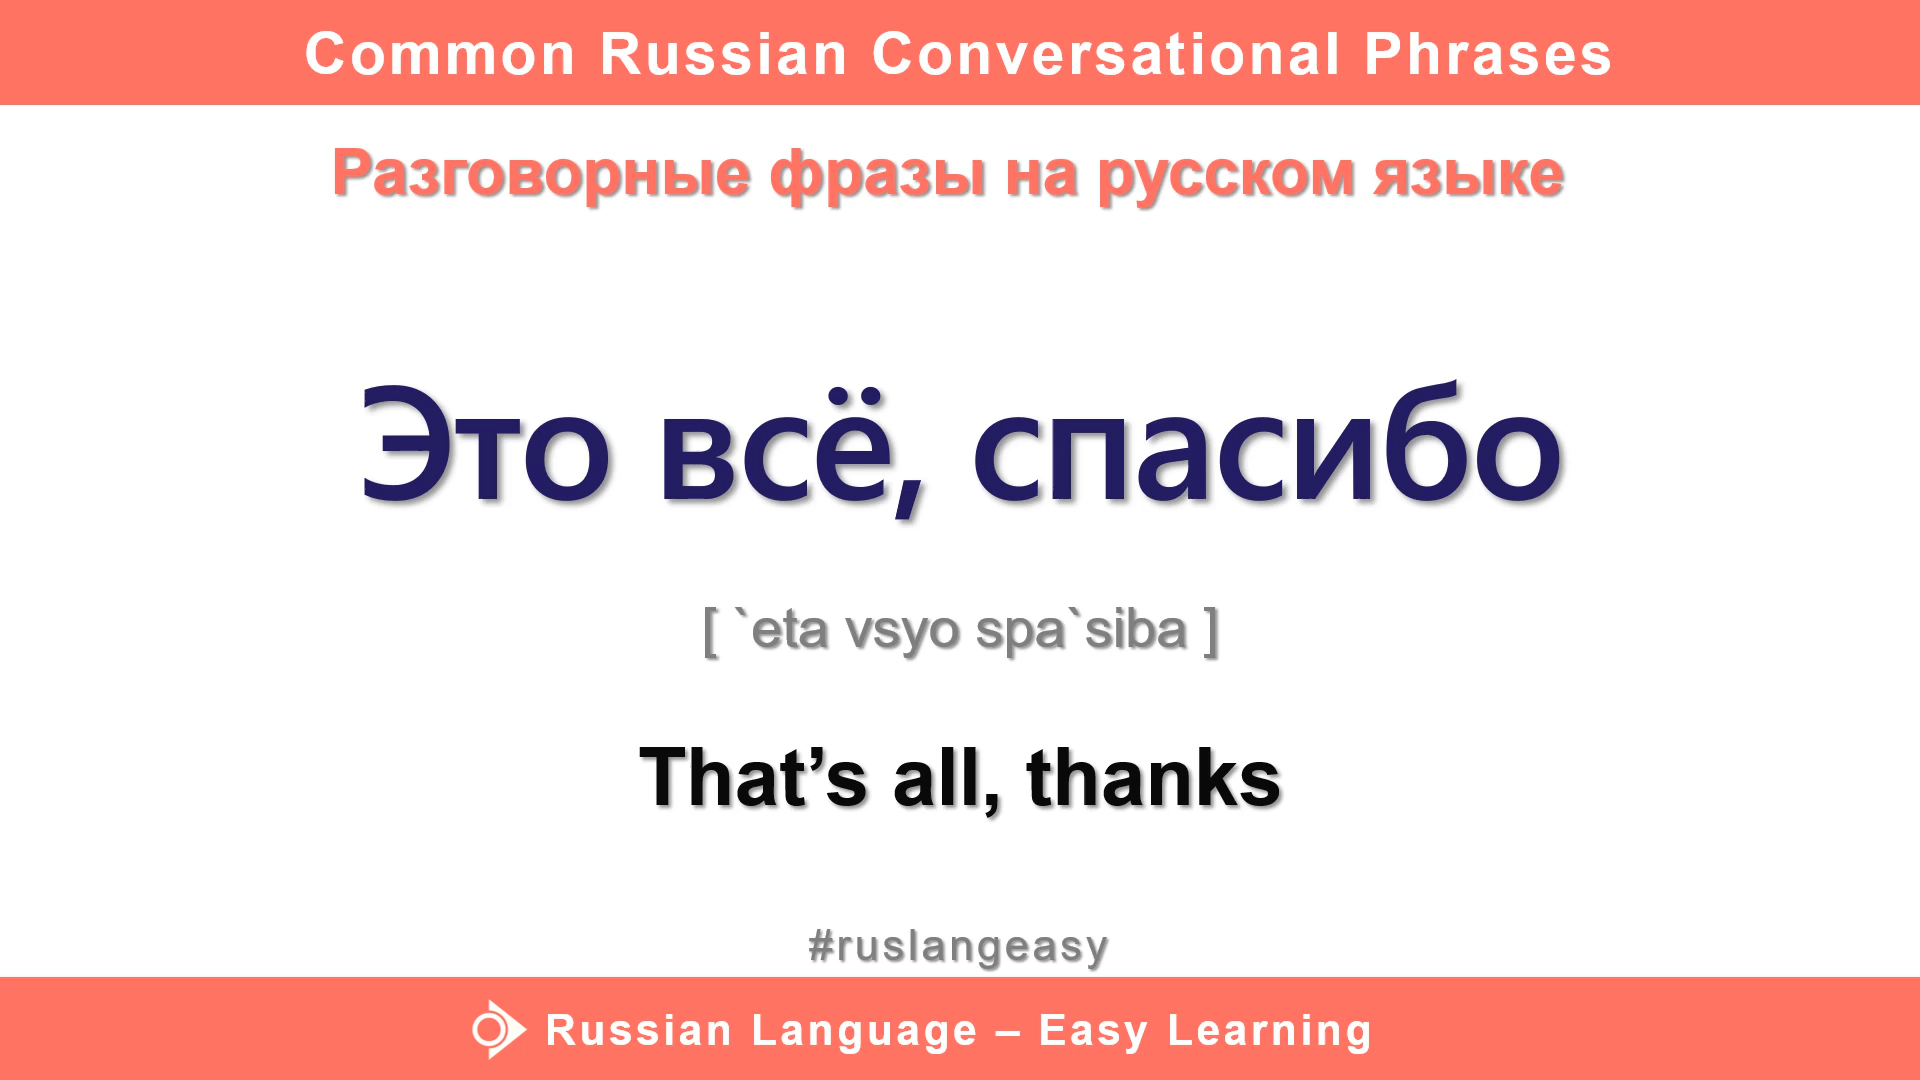 Common Russian Conversational Phrases
Разговорные фразы на русском языке
Это всё, спасибо
[ `eta vsyo spa`siba ]
That’s all, thanks
#ruslangeasy
Russian Language – Easy Learning